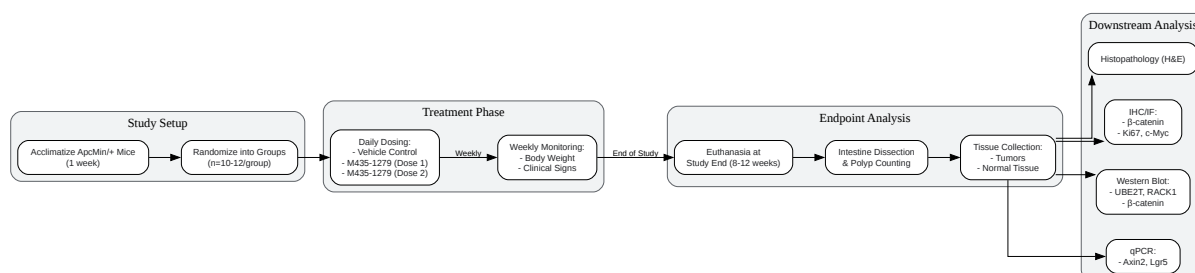 Study Setup
Acclimatize ApcMin/+ Mice
(1 week)
Randomize into Groups
(n=10-12/group)
Treatment Phase
Daily Dosing:
- Vehicle Control
- M435-1279 (Dose 1)
- M435-1279 (Dose 2)
Weekly
Weekly Monitoring:
- Body Weight
- Clinical Signs
End of Study
Endpoint Analysis
Euthanasia at
Study End (8-12 weeks)
Intestine Dissection
& Polyp Counting
Tissue Collection:
- Tumors
- Normal Tissue
Downstream Analysis
Histopathology (H&E)
IHC/IF:
- β-catenin
- Ki67, c-Myc
Western Blot:
- UBE2T, RACK1
- β-catenin
qPCR:
- Axin2, Lgr5